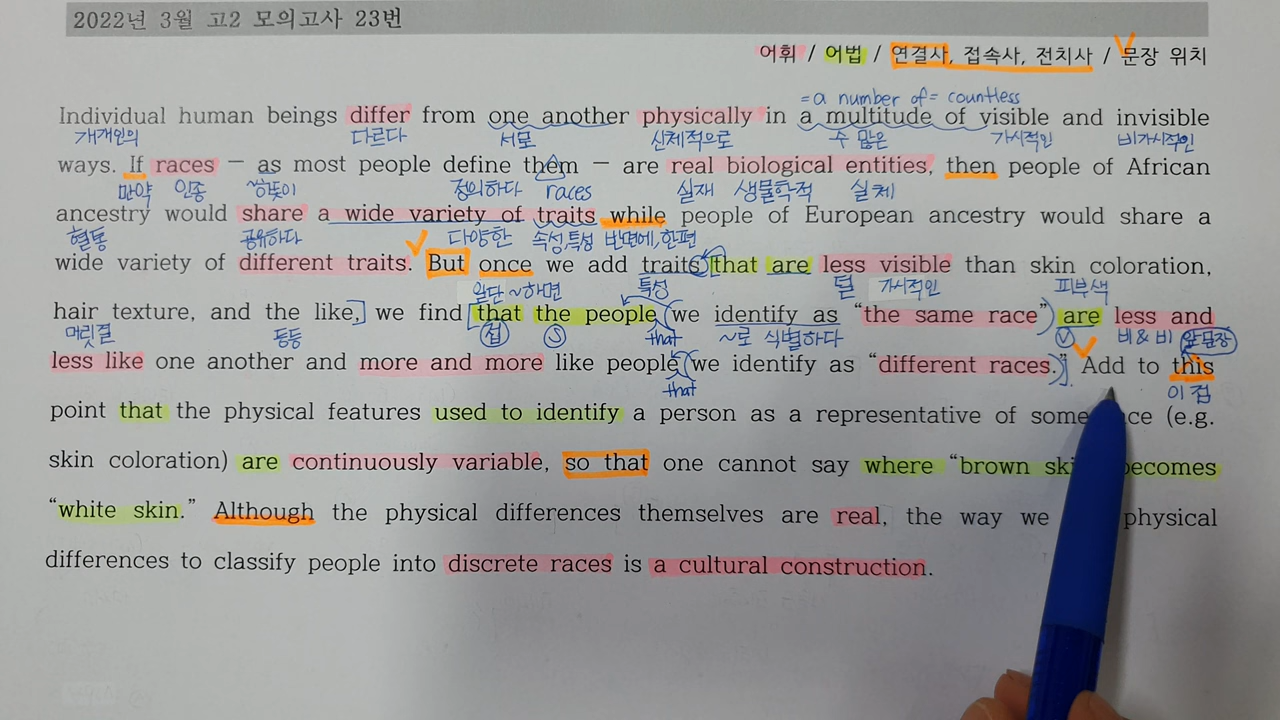 2022년 3월 고2 모의고사 23번
어휘 / 어법 / 연결사, 접속사, 전치사 / 문장 위치
= a number of = countless
Individual human beings differ from one another physically in a multitude of visible and invisible
개개인의 다르다 서로 신체적으로 수 많은 가시적인 비가시적인
ways. If races — as most people define them — are real biological entities, then people of African
만약 인종 ~하듯이 정의하다 races 실재 생물학적 실체
ancestry would share a wide variety of traits while people of European ancestry would share a
혈통 공유하다 다양한 속성,특성 반면에,한편
wide variety of different traits. But once we add traits that are less visible than skin coloration,
일단 ~하면 특성 덜 가시적인 피부색
hair texture, and the like, we find that the people we identify as “the same race” are less and
머릿결 등등 접 S that ~로 식별하다 V 비 & 비 앞문장
less like one another and more and more like people we identify as “different races.” Add to this
that 이 접
point that the physical features used to identify a person as a representative of some (e.g.
skin coloration) are continuously variable, so that one cannot say where “brown becomes
“white skin.” Although the physical differences themselves are real, the way we physical
differences to classify people into discrete races is a cultural construction.